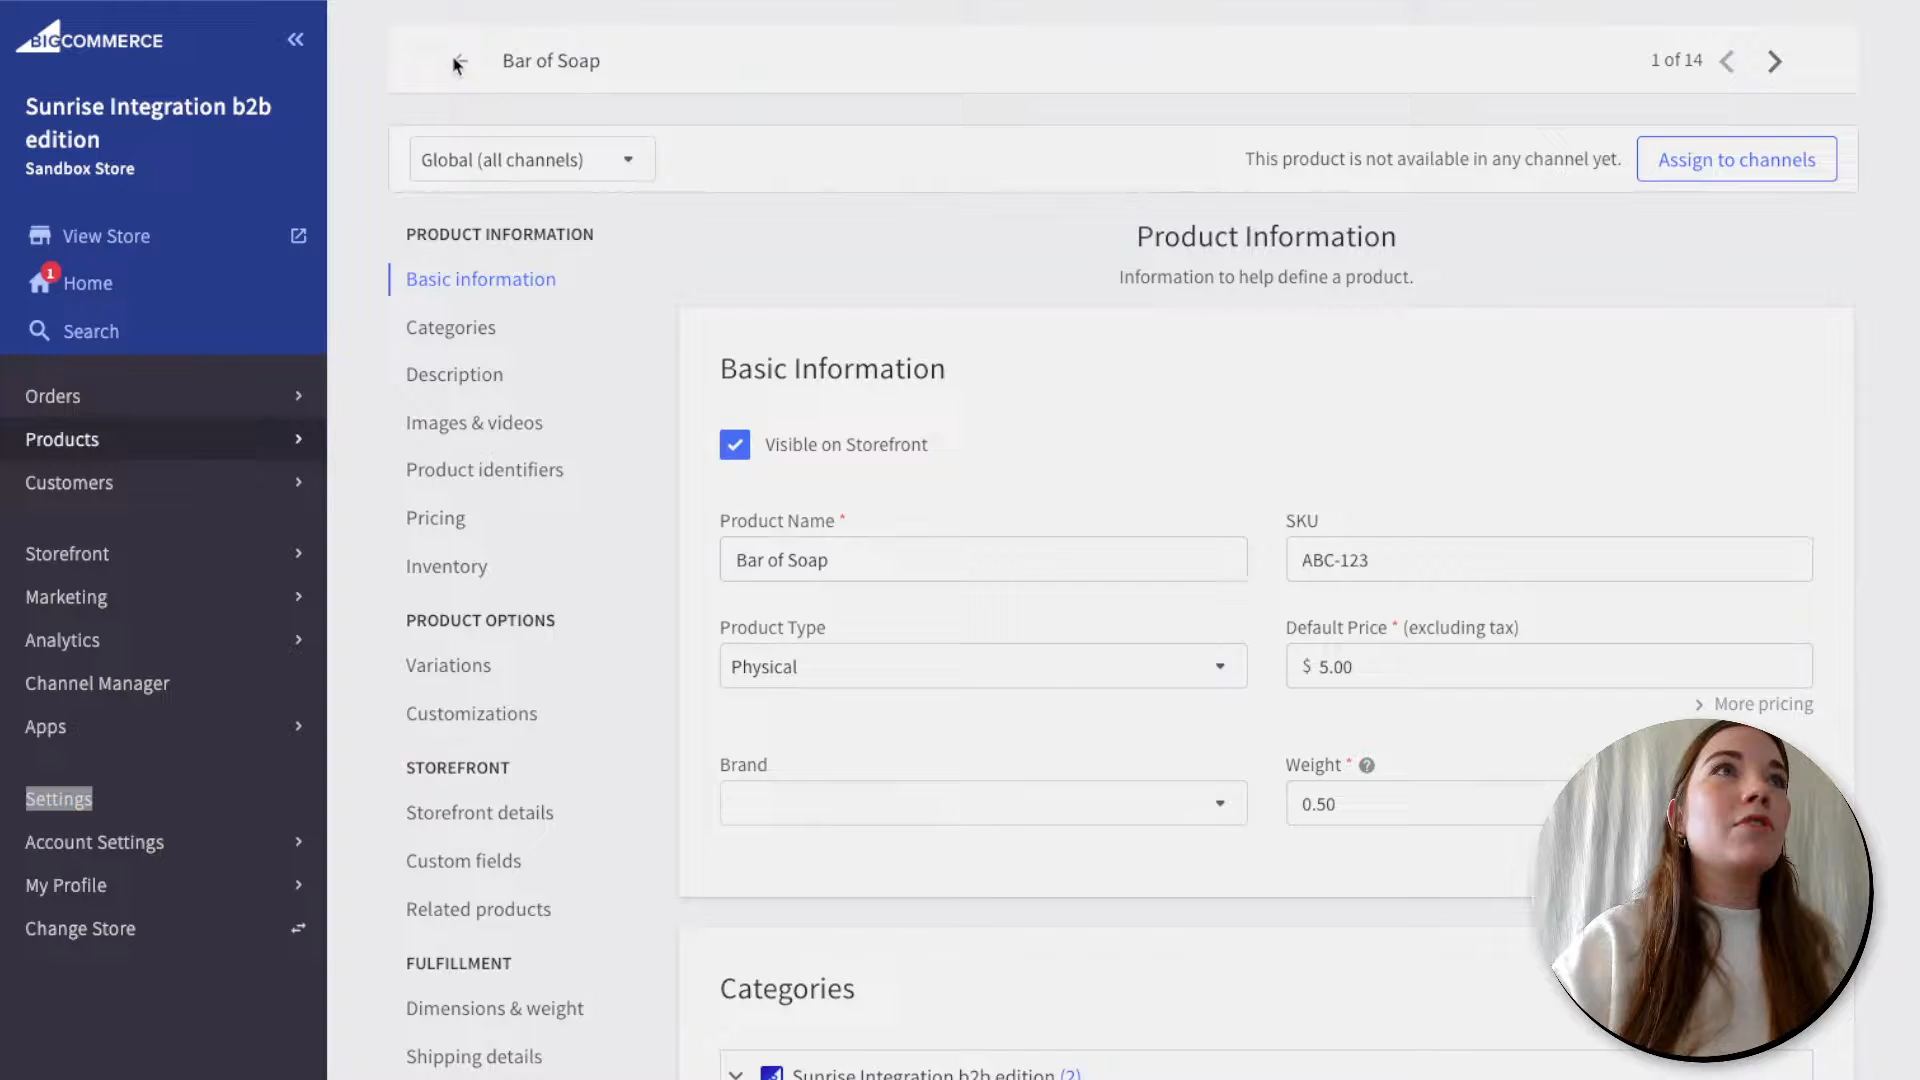 BIGCOMMERCE
Sunrise Integration b2b
edition
Sandbox Store
View Store
1
Home
Search
Orders
Products
Customers
Storefront
Marketing
Analytics
Channel Manager
Apps
Settings
Account Settings
My Profile
Change Store
Bar of Soap
1 of 14
Global (all channels)
This product is not available in any channel yet.
Assign to channels
PRODUCT INFORMATION
Basic information
Categories
Description
Images & videos
Product identifiers
Pricing
Inventory
PRODUCT OPTIONS
Variations
Customizations
STOREFRONT
Storefront details
Custom fields
Related products
FULFILLMENT
Dimensions & weight
Shipping details
Product Information
Information to help define a product.
Basic Information
Visible on Storefront
Product Name *
SKU
Bar of Soap
ABC-123
Product Type
Default Price * (excluding tax)
Physical
$ 5.00
More pricing
Brand
Weight * ?
0.50
Categories
Sunrise Integration b2b edition (2)